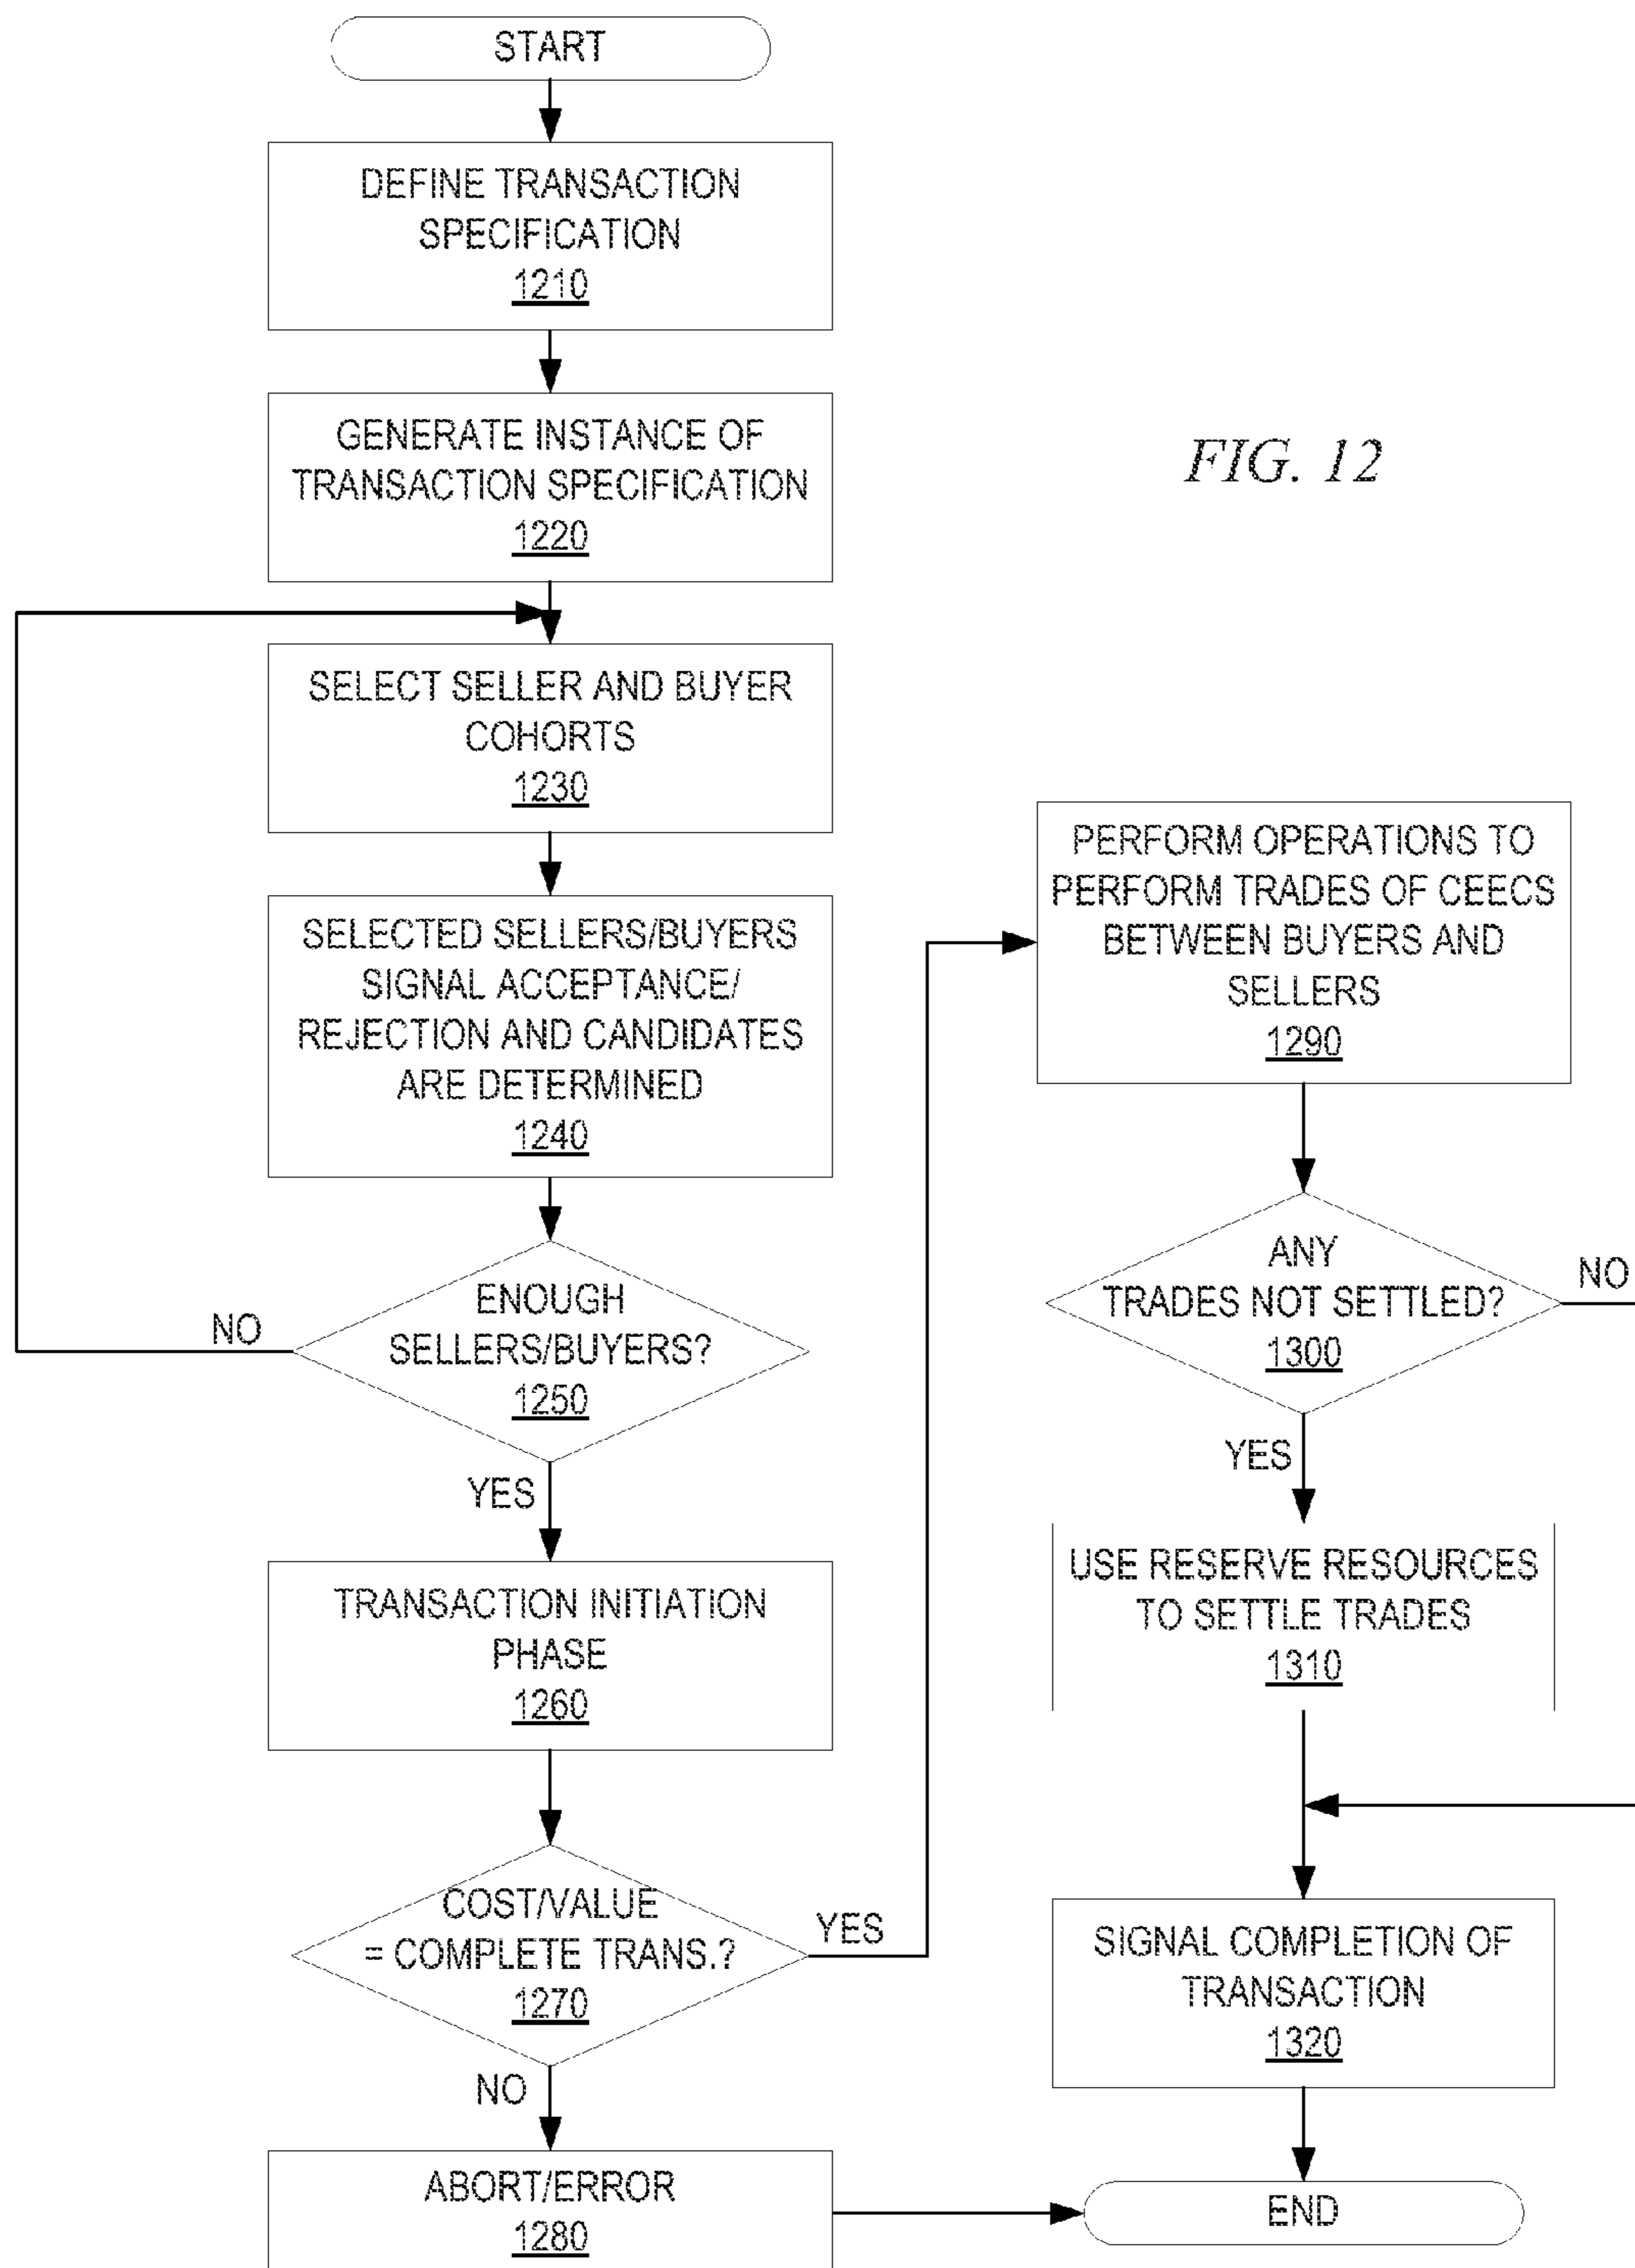 START
DEFINE TRANSACTION
SPECIFICATION
1210
GENERATE INSTANCE OF
TRANSACTION SPECIFICATION
1220
FIG. 12
SELECT SELLER AND BUYER
COHORTS
1230
SELECTED SELLERS/BUYERS
SIGNAL ACCEPTANCE/
REJECTION AND CANDIDATES
ARE DETERMINED
1240
ENOUGH
SELLERS/BUYERS?
1250
NO
YES
TRANSACTION INITIATION
PHASE
1260
COST/VALUE
= COMPLETE TRANS.?
1270
YES
NO
ABORT/ERROR
1280
PERFORM OPERATIONS TO
PERFORM TRADES OF CEECS
BETWEEN BUYERS AND
SELLERS
1290
ANY
TRADES NOT SETTLED?
1300
NO
YES
USE RESERVE RESOURCES
TO SETTLE TRADES
1310
SIGNAL COMPLETION OF
TRANSACTION
1320
END